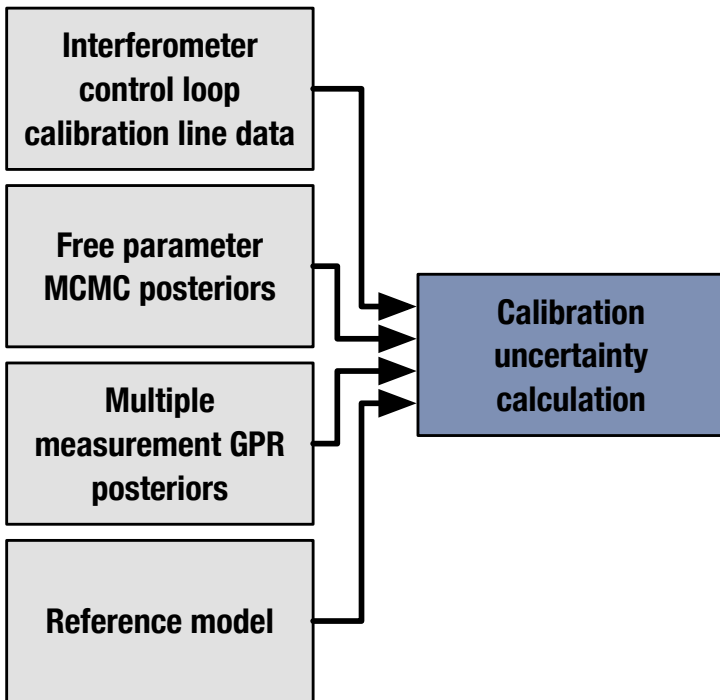 Interferometer
control loop
calibration line data
Free parameter
MCMC posteriors
Multiple
measurement GPR
posteriors
Reference model
Calibration
uncertainty
calculation